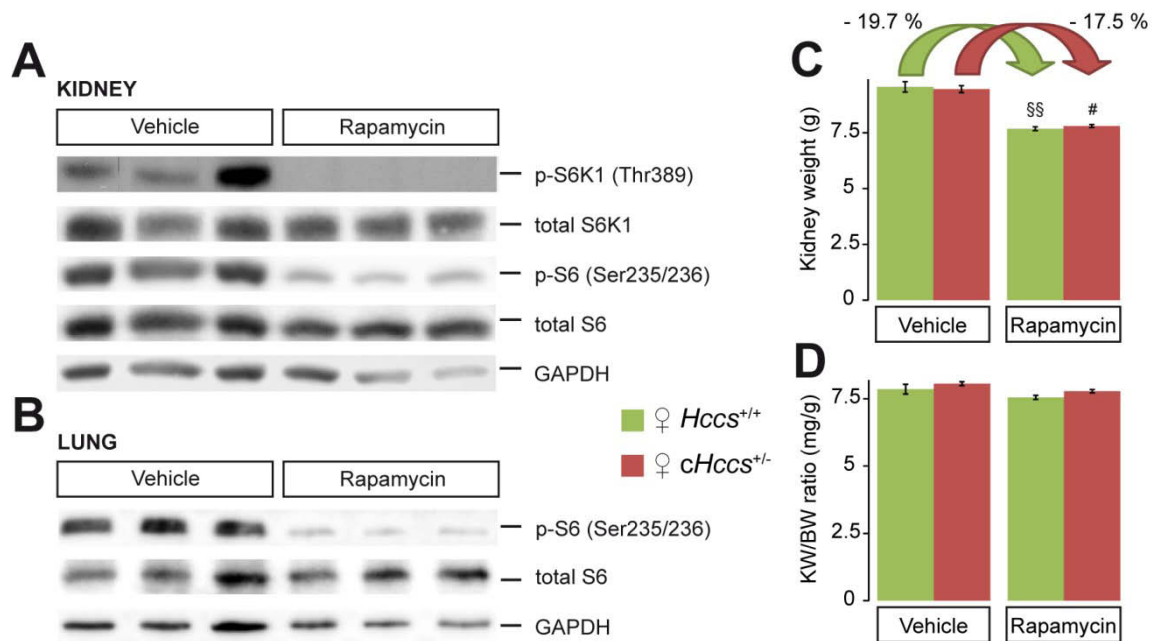 A
KIDNEY
Vehicle Rapamycin
p-S6K1 (Thr389)
total S6K1
p-S6 (Ser235/236)
total S6
GAPDH
B
LUNG
Vehicle Rapamycin
p-S6 (Ser235/236)
total S6
GAPDH
♀ Hccs+/+
♀ cHccs+/-
- 19.7 % - 17.5 %
C
Kidney weight (g)
7.5
5
2.5
0
§§ #
Vehicle Rapamycin
D
KW/BW ratio (mg/g)
7.5
5
2.5
0
Vehicle Rapamycin